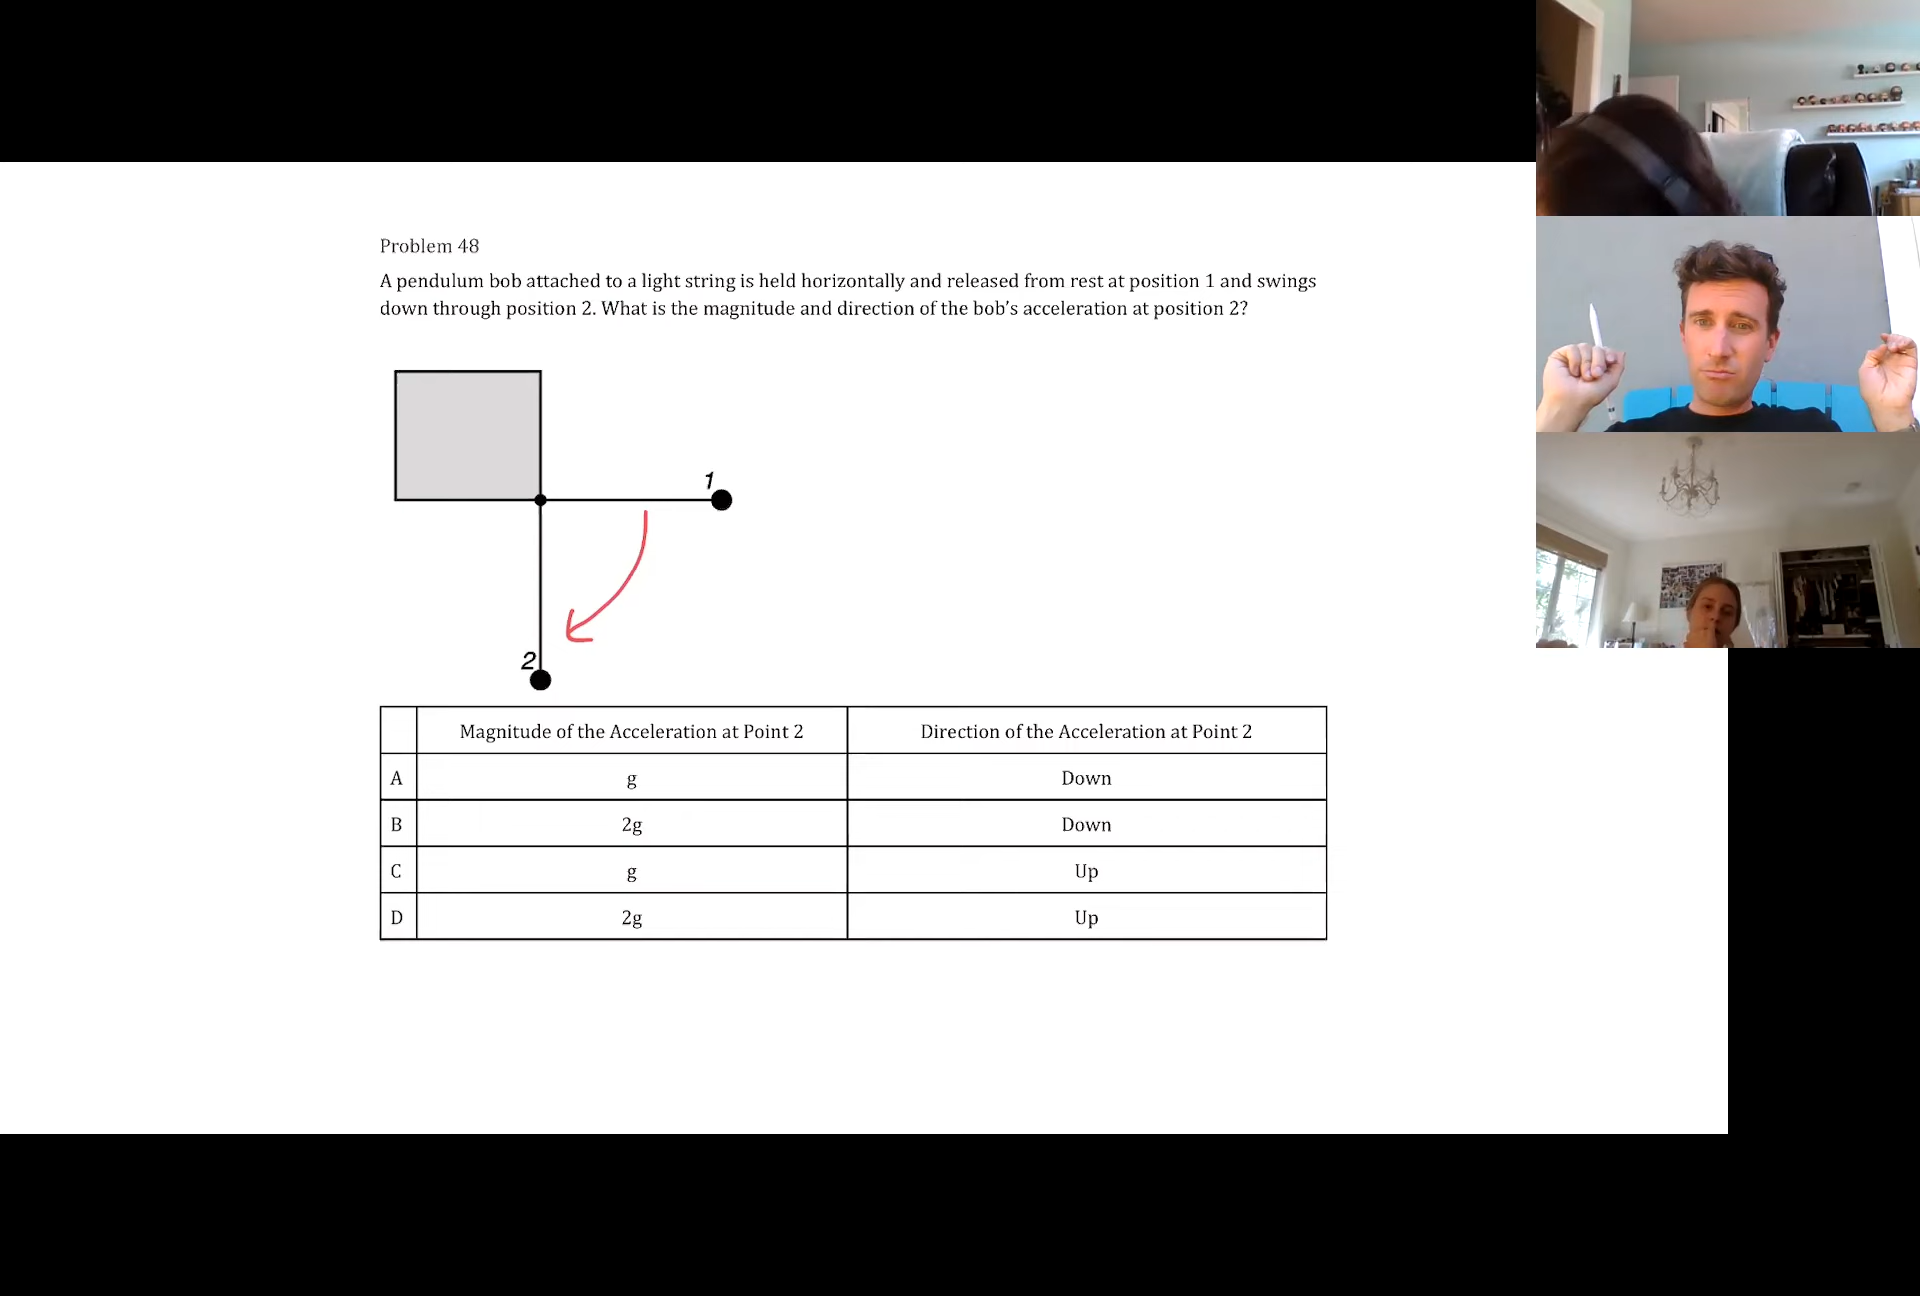 Problem 48
A pendulum bob attached to a light string is held horizontally and released from rest at position 1 and swings
down through position 2. What is the magnitude and direction of the bob's acceleration at position 2?
1
2
Magnitude of the Acceleration at Point 2 Direction of the Acceleration at Point 2
A g Down
B 2g Down
C g Up
D 2g Up